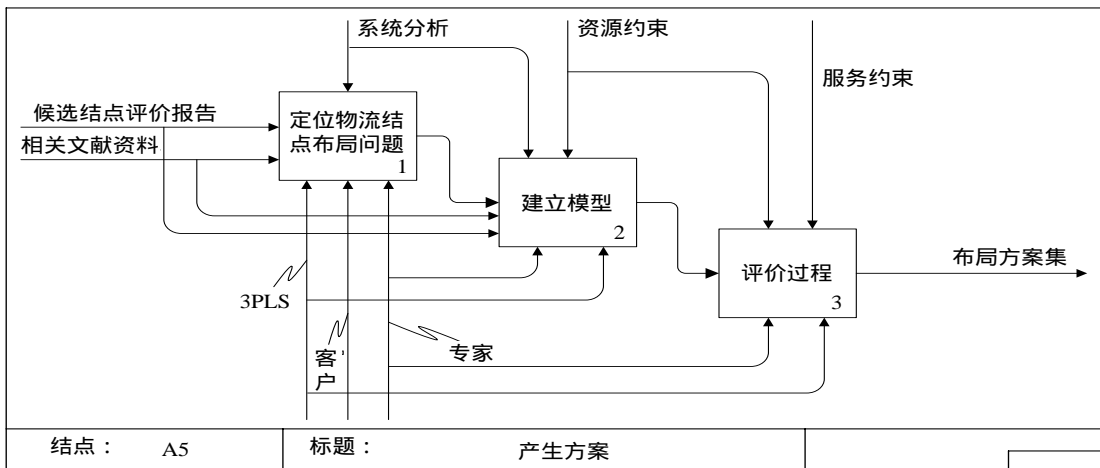 系统分析
资源约束
服务约束
候选结点评价报告
相关文献资料
定位物流结
点布局问题
1
建立模型
2
评价过程
3
布局方案集
3PLS
客
户
专家
结点： A5
标题： 产生方案